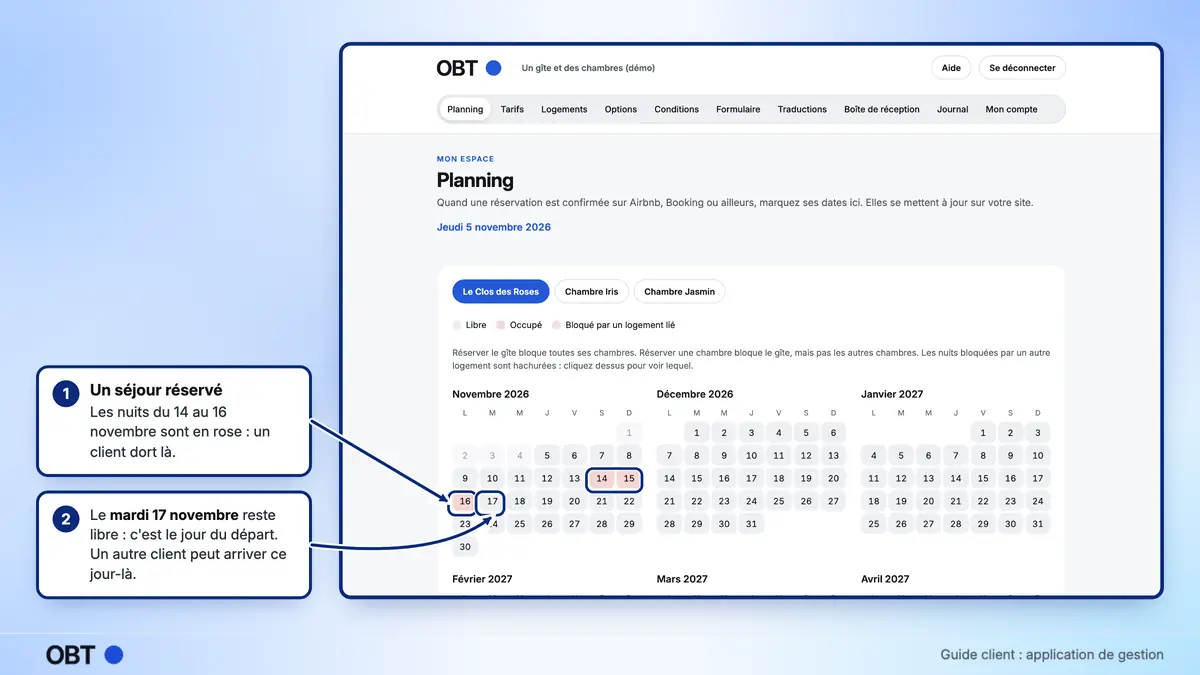 OBT
Un gîte et des chambres (démo)
Aide
Se déconnecter
Planning
Tarifs
Logements
Options
Conditions
Formulaire
Traductions
Boîte de réception
Journal
Mon compte
MON ESPACE
Planning
Quand une réservation est confirmée sur Airbnb, Booking ou ailleurs, marquez ses dates ici. Elles se mettent à jour sur votre site.
Jeudi 5 novembre 2026
Le Clos des Roses
Chambre Iris
Chambre Jasmin
Libre
Occupé
Bloqué par un logement lié
Réserver le gîte bloque toutes ses chambres. Réserver une chambre bloque le gîte, mais pas les autres chambres. Les nuits bloquées par un autre
logement sont hachurées : cliquez dessus pour voir lequel.
Novembre 2026
L M M J V S D
1
2 3 4 5 6 7 8
9 10 11 12 13 14 15
16 17 18 19 20 21 22
23 24 25 26 27 28 29
30
Décembre 2026
L M M J V S D
1 2 3 4 5 6
7 8 9 10 11 12 13
14 15 16 17 18 19 20
21 22 23 24 25 26 27
28 29 30 31
Janvier 2027
L M M J V S D
1 2 3
4 5 6 7 8 9 10
11 12 13 14 15 16 17
18 19 20 21 22 23 24
25 26 27 28 29 30 31
Février 2027
Mars 2027
Avril 2027
1
Un séjour réservé
Les nuits du 14 au 16
novembre sont en rose : un
client dort là.
2
Le mardi 17 novembre reste
libre : c'est le jour du départ.
Un autre client peut arriver ce
jour-là.
OBT
Guide client : application de gestion